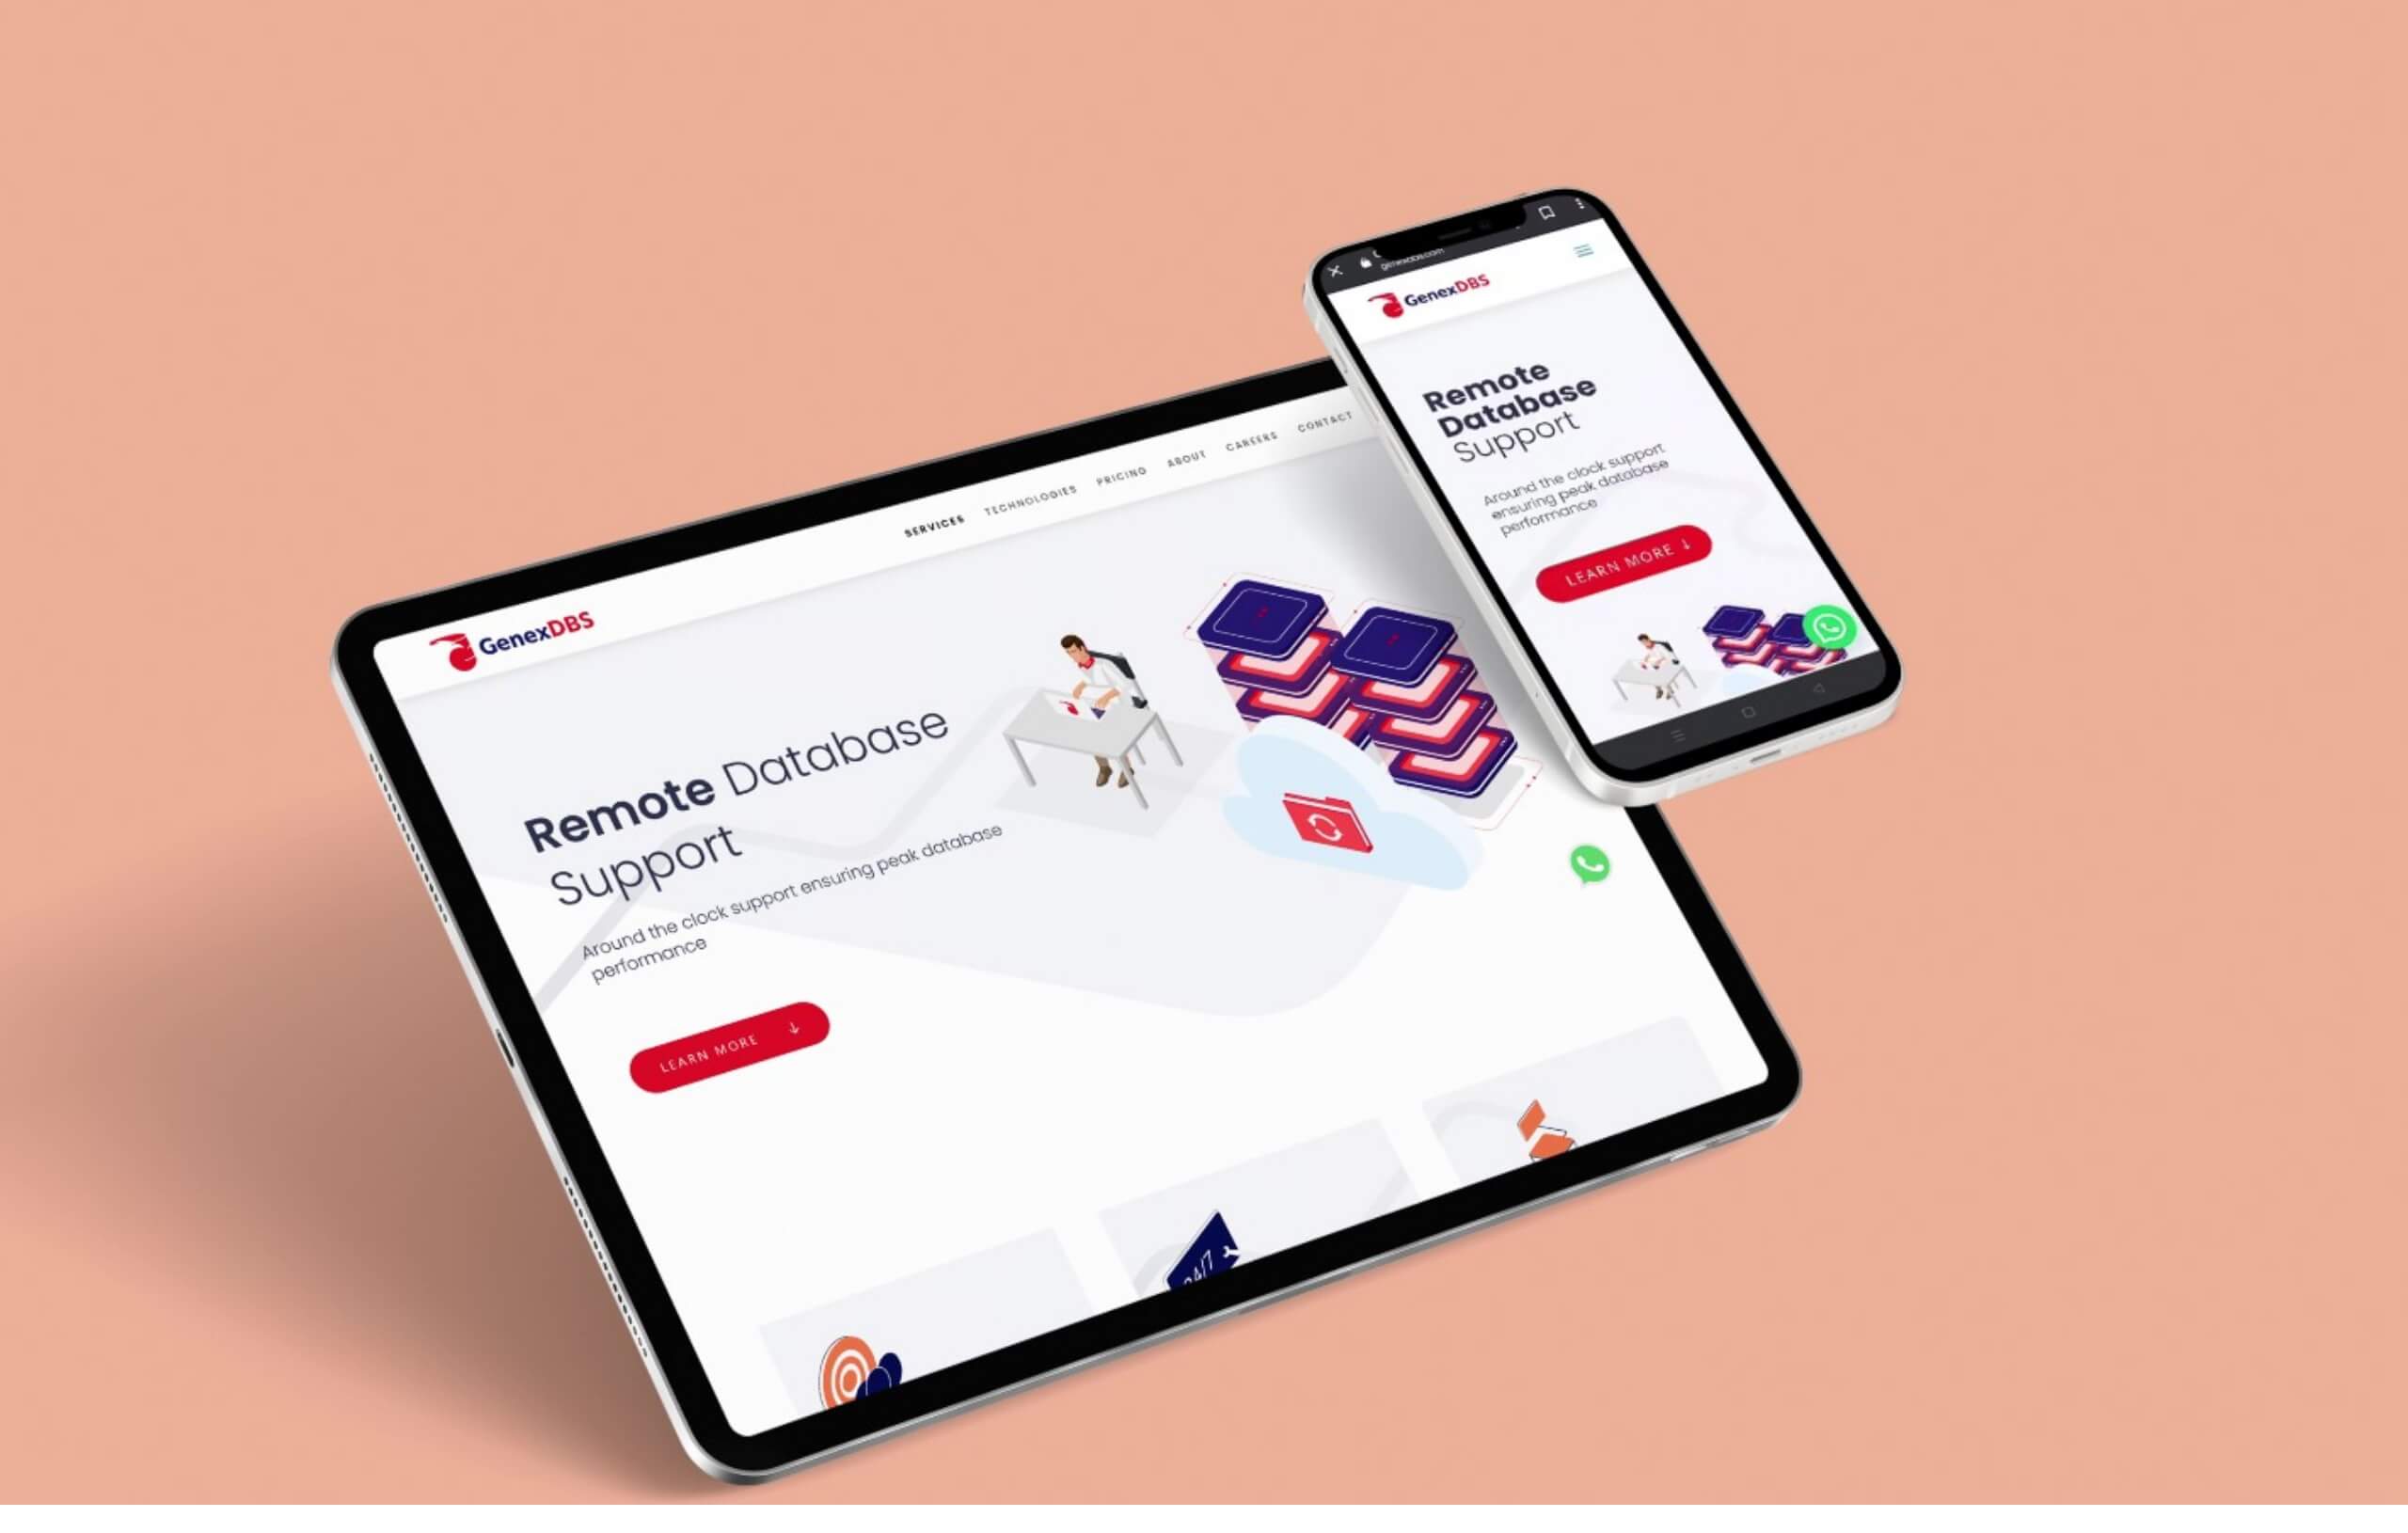 genexdbs.com
GenexDBS
Remote
Database
Support
Around the clock support
ensuring peak database
performance
LEARN MORE ↓
SERVICES TECHNOLOGIES PRICING ABOUT CAREERS CONTACT
GenexDBS
Remote Database
Support
Around the clock support ensuring peak database
performance
LEARN MORE ↓
24/7